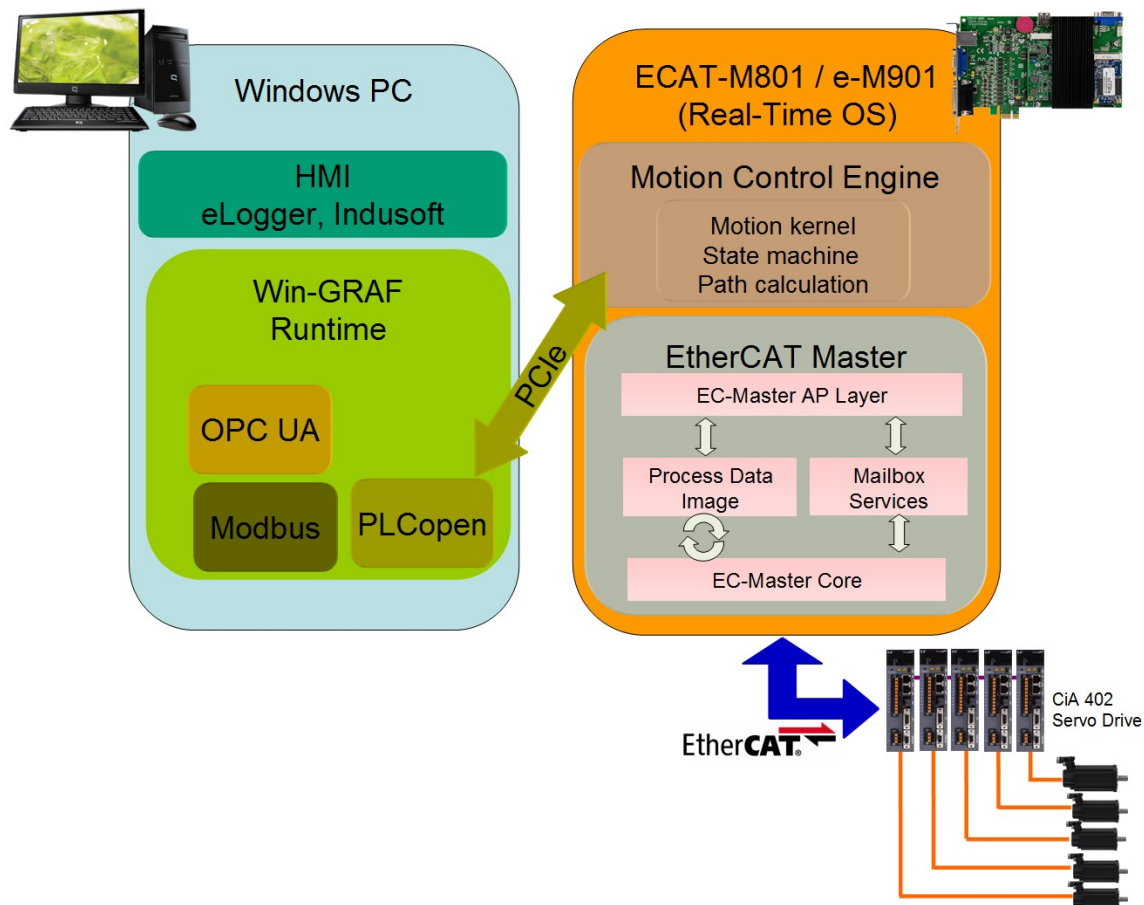 Windows PC
HMI
eLogger, Indusoft
Win-GRAF
Runtime
OPC UA
Modbus
PLCopen
PCIe
ECAT-M801 / e-M901
(Real-Time OS)
Motion Control Engine
Motion kernel
State machine
Path calculation
EtherCAT Master
EC-Master AP Layer
Process Data
Image
Mailbox
Services
EC-Master Core
EtherCAT®
CiA 402
Servo Drive